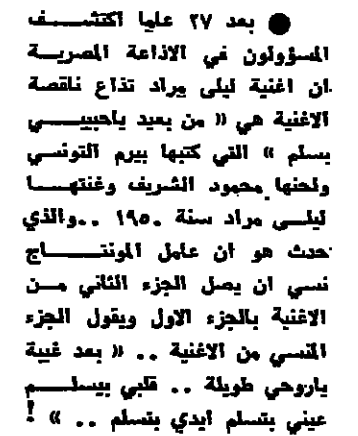 ● بعد ٢٧ عاما اكتشف
المسؤولون في الاذاعة المصرية
ان اغنية ليلى مراد تذاع ناقصة
الاغنية هي « من بعيد ياحبيبي
يسلم » التي كتبها بيرم التونسي
ولحنها محمود الشريف وغنتها
ليلى مراد سنة ١٩٥٠ ..والذي
حدث هو ان عامل المونتاج
نسي ان يصل الجزء الثاني من
الاغنية بالجزء الاول ويقول الجزء
المنسي من الاغنية .. « بعد غيبة
ياروحي طويلة .. قلبي بيسلم
عيني بتسلم ايدي بتسلم .. » !